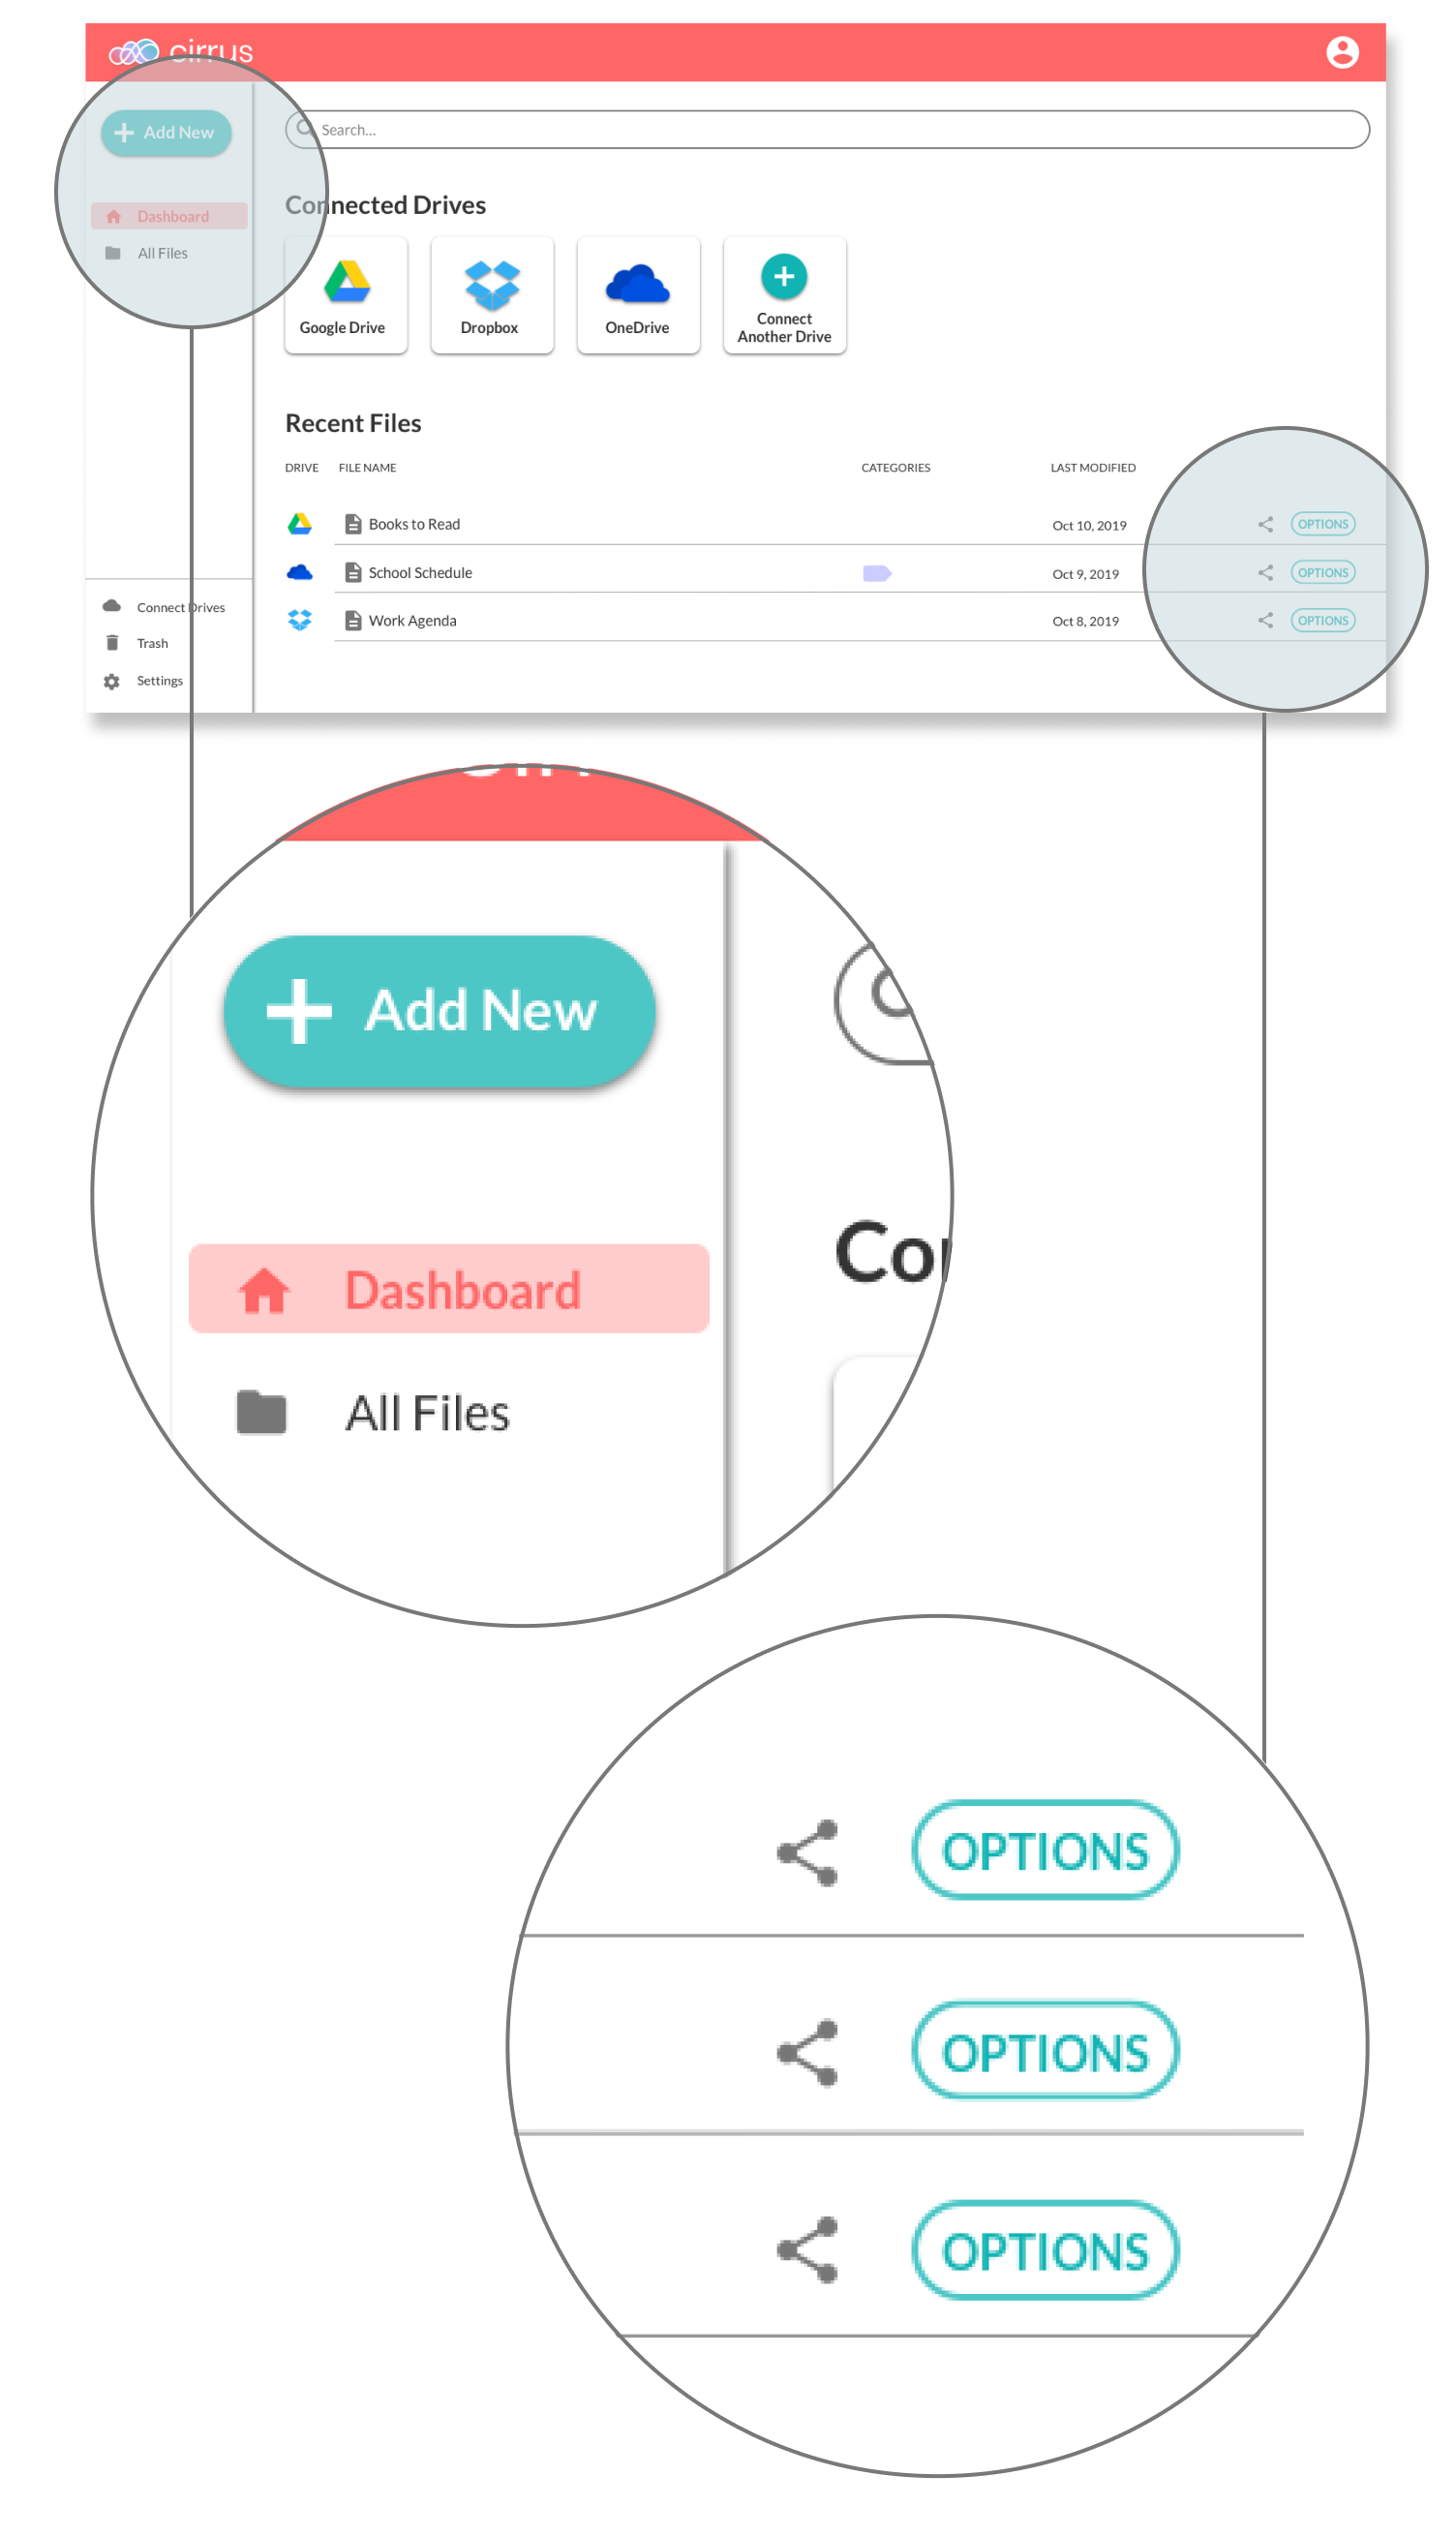 cirrus
Add New
Search...
Dashboard
All Files
Connected Drives
Google Drive
Dropbox
OneDrive
Connect
Another Drive
Recent Files
DRIVE FILE NAME CATEGORIES LAST MODIFIED
Books to Read Oct 10, 2019 OPTIONS
School Schedule Oct 9, 2019 OPTIONS
Work Agenda Oct 8, 2019 OPTIONS
Connect Drives
Trash
Settings
Add New
Dashboard
All Files
OPTIONS
OPTIONS
OPTIONS